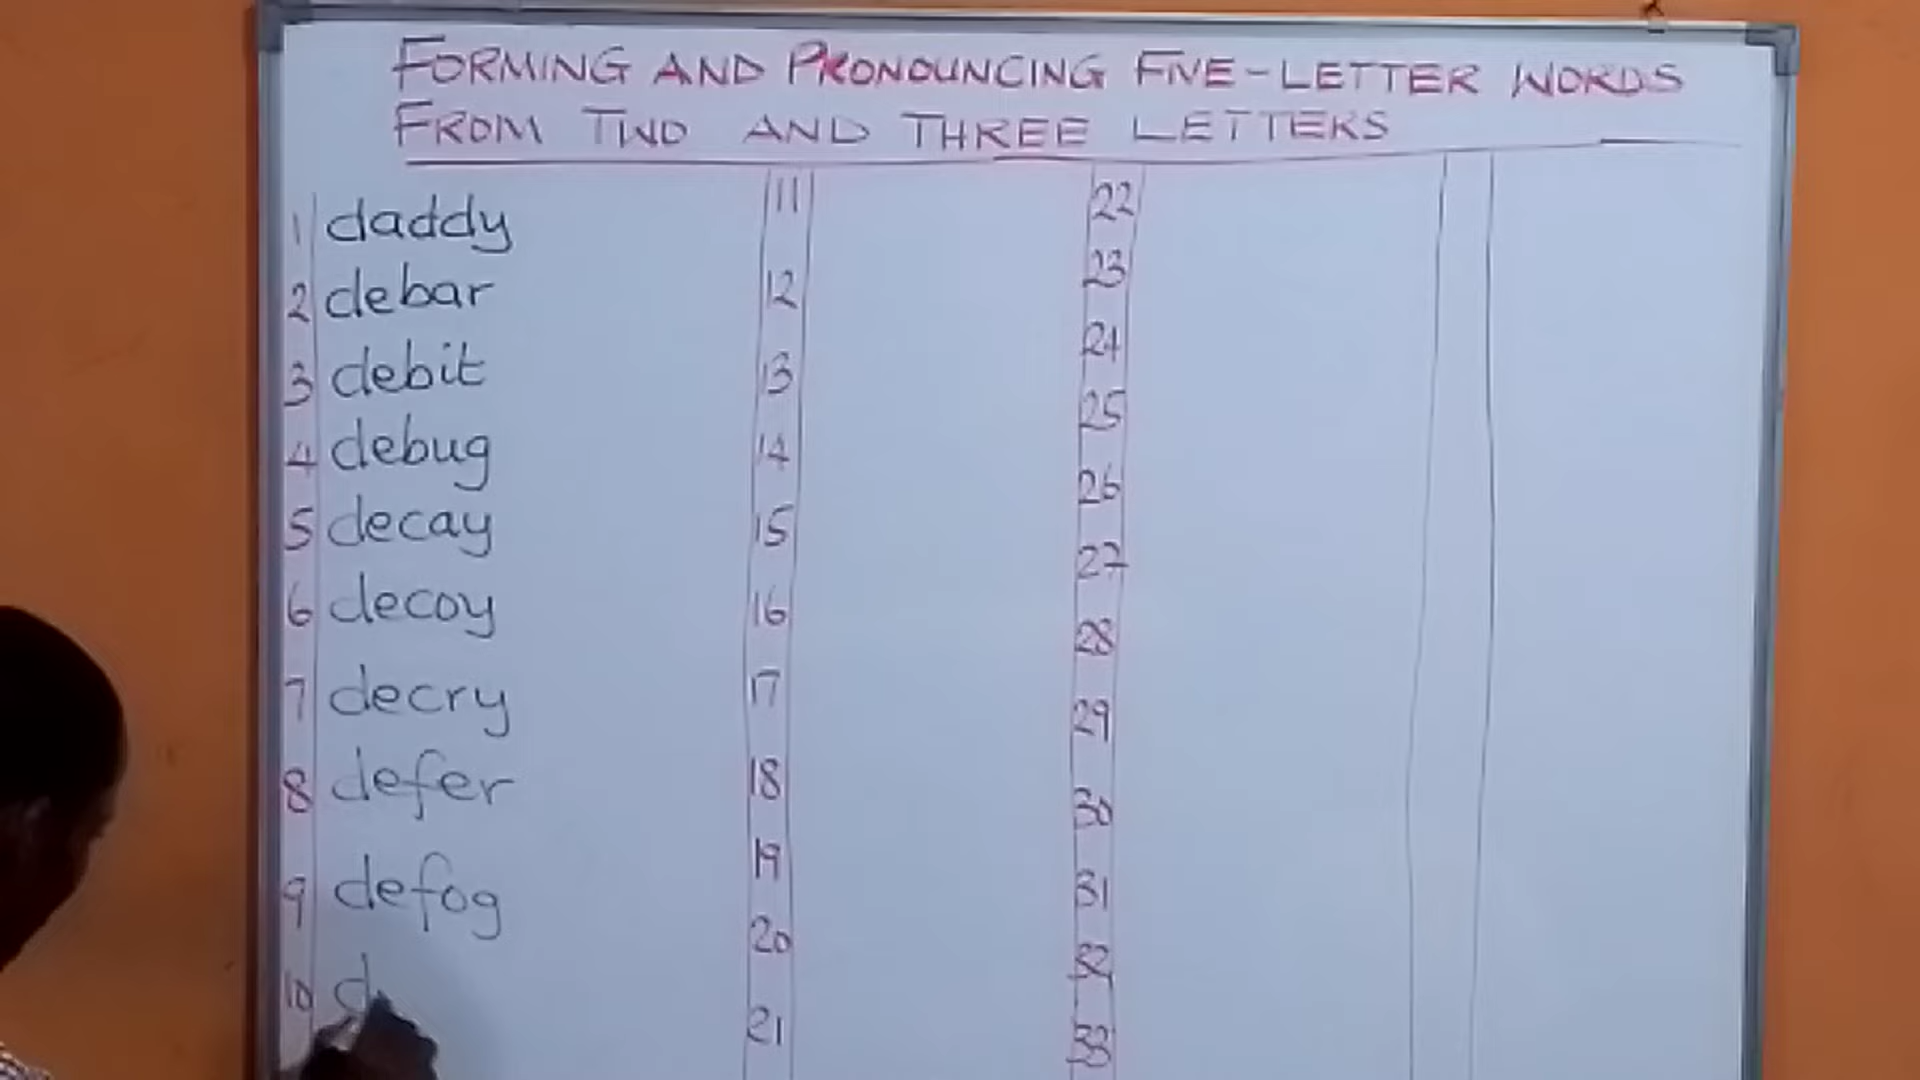 FORMING AND PRONOUNCING FIVE-LETTER WORDS
FROM TWO AND THREE LETTERS
1 daddy
2 debar
3 debit
4 debug
5 decay
6 decoy
7 decry
8 defer
9 defog
10 d
11
12
13
14
15
16
17
18
19
20
21
22
23
24
25
26
27
28
29
30
31
32
33